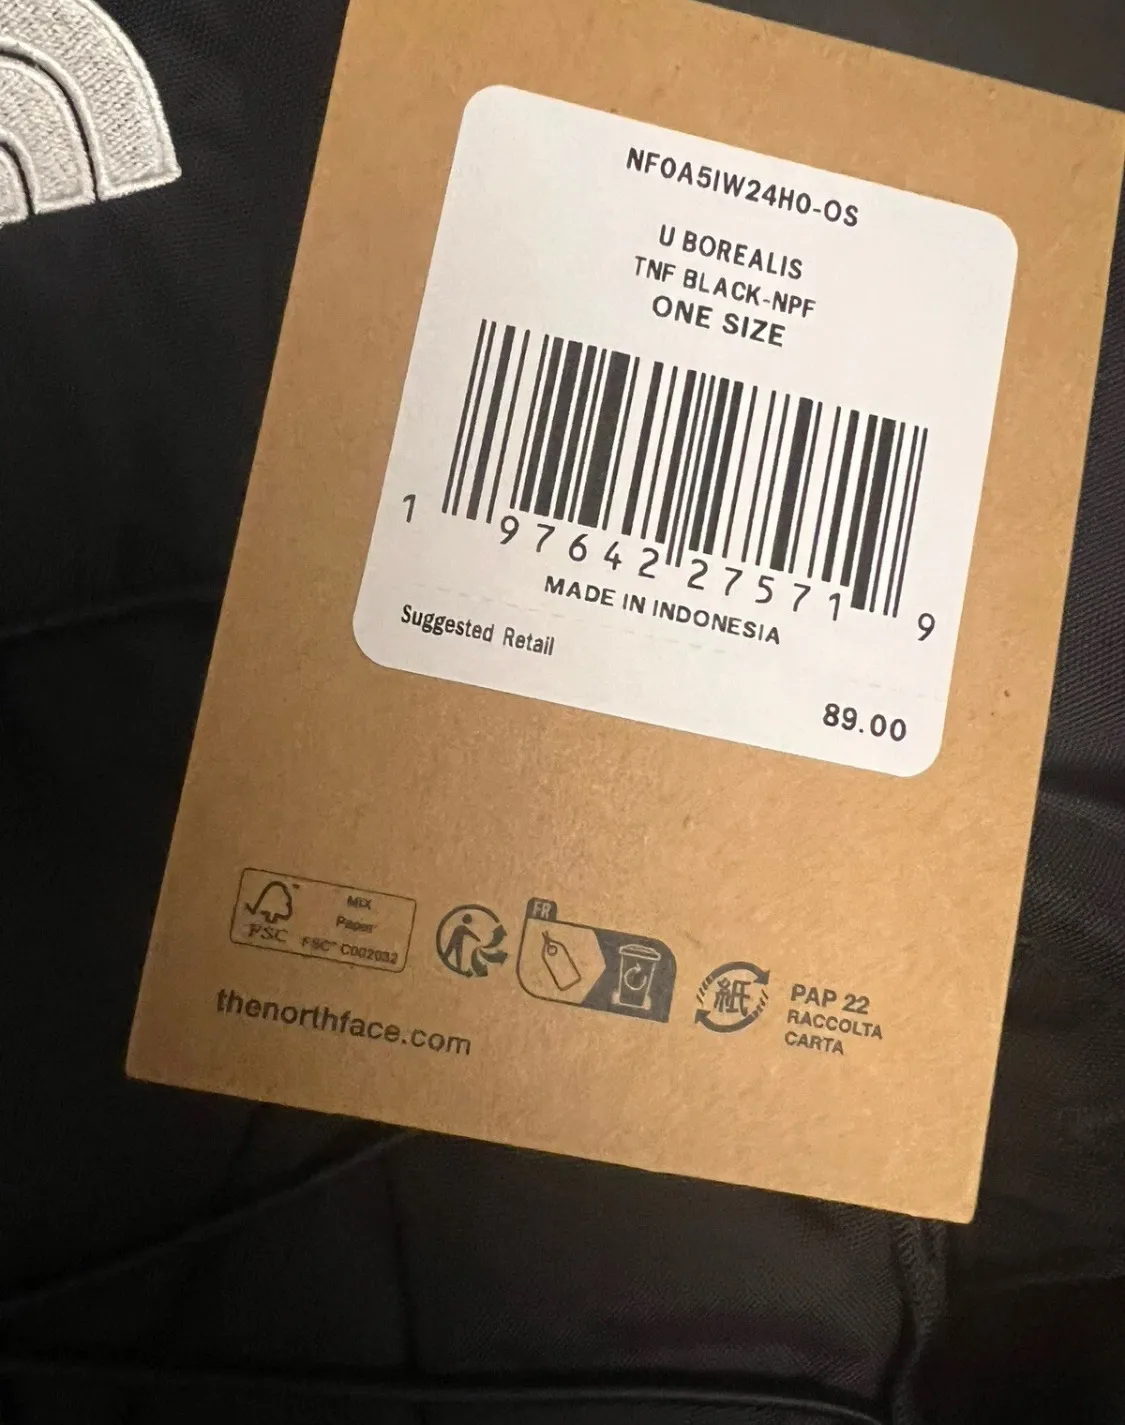 NF0A5IW24H0-OS
U BOREALIS
TNF BLACK-NPF
ONE SIZE
1 97642 27571 9
MADE IN INDONESIA
Suggested Retail
89.00
FSC
MIX
Paper
FSC™ C002032
FR
紙
PAP 22
RACCOLTA
CARTA
thenorthface.com